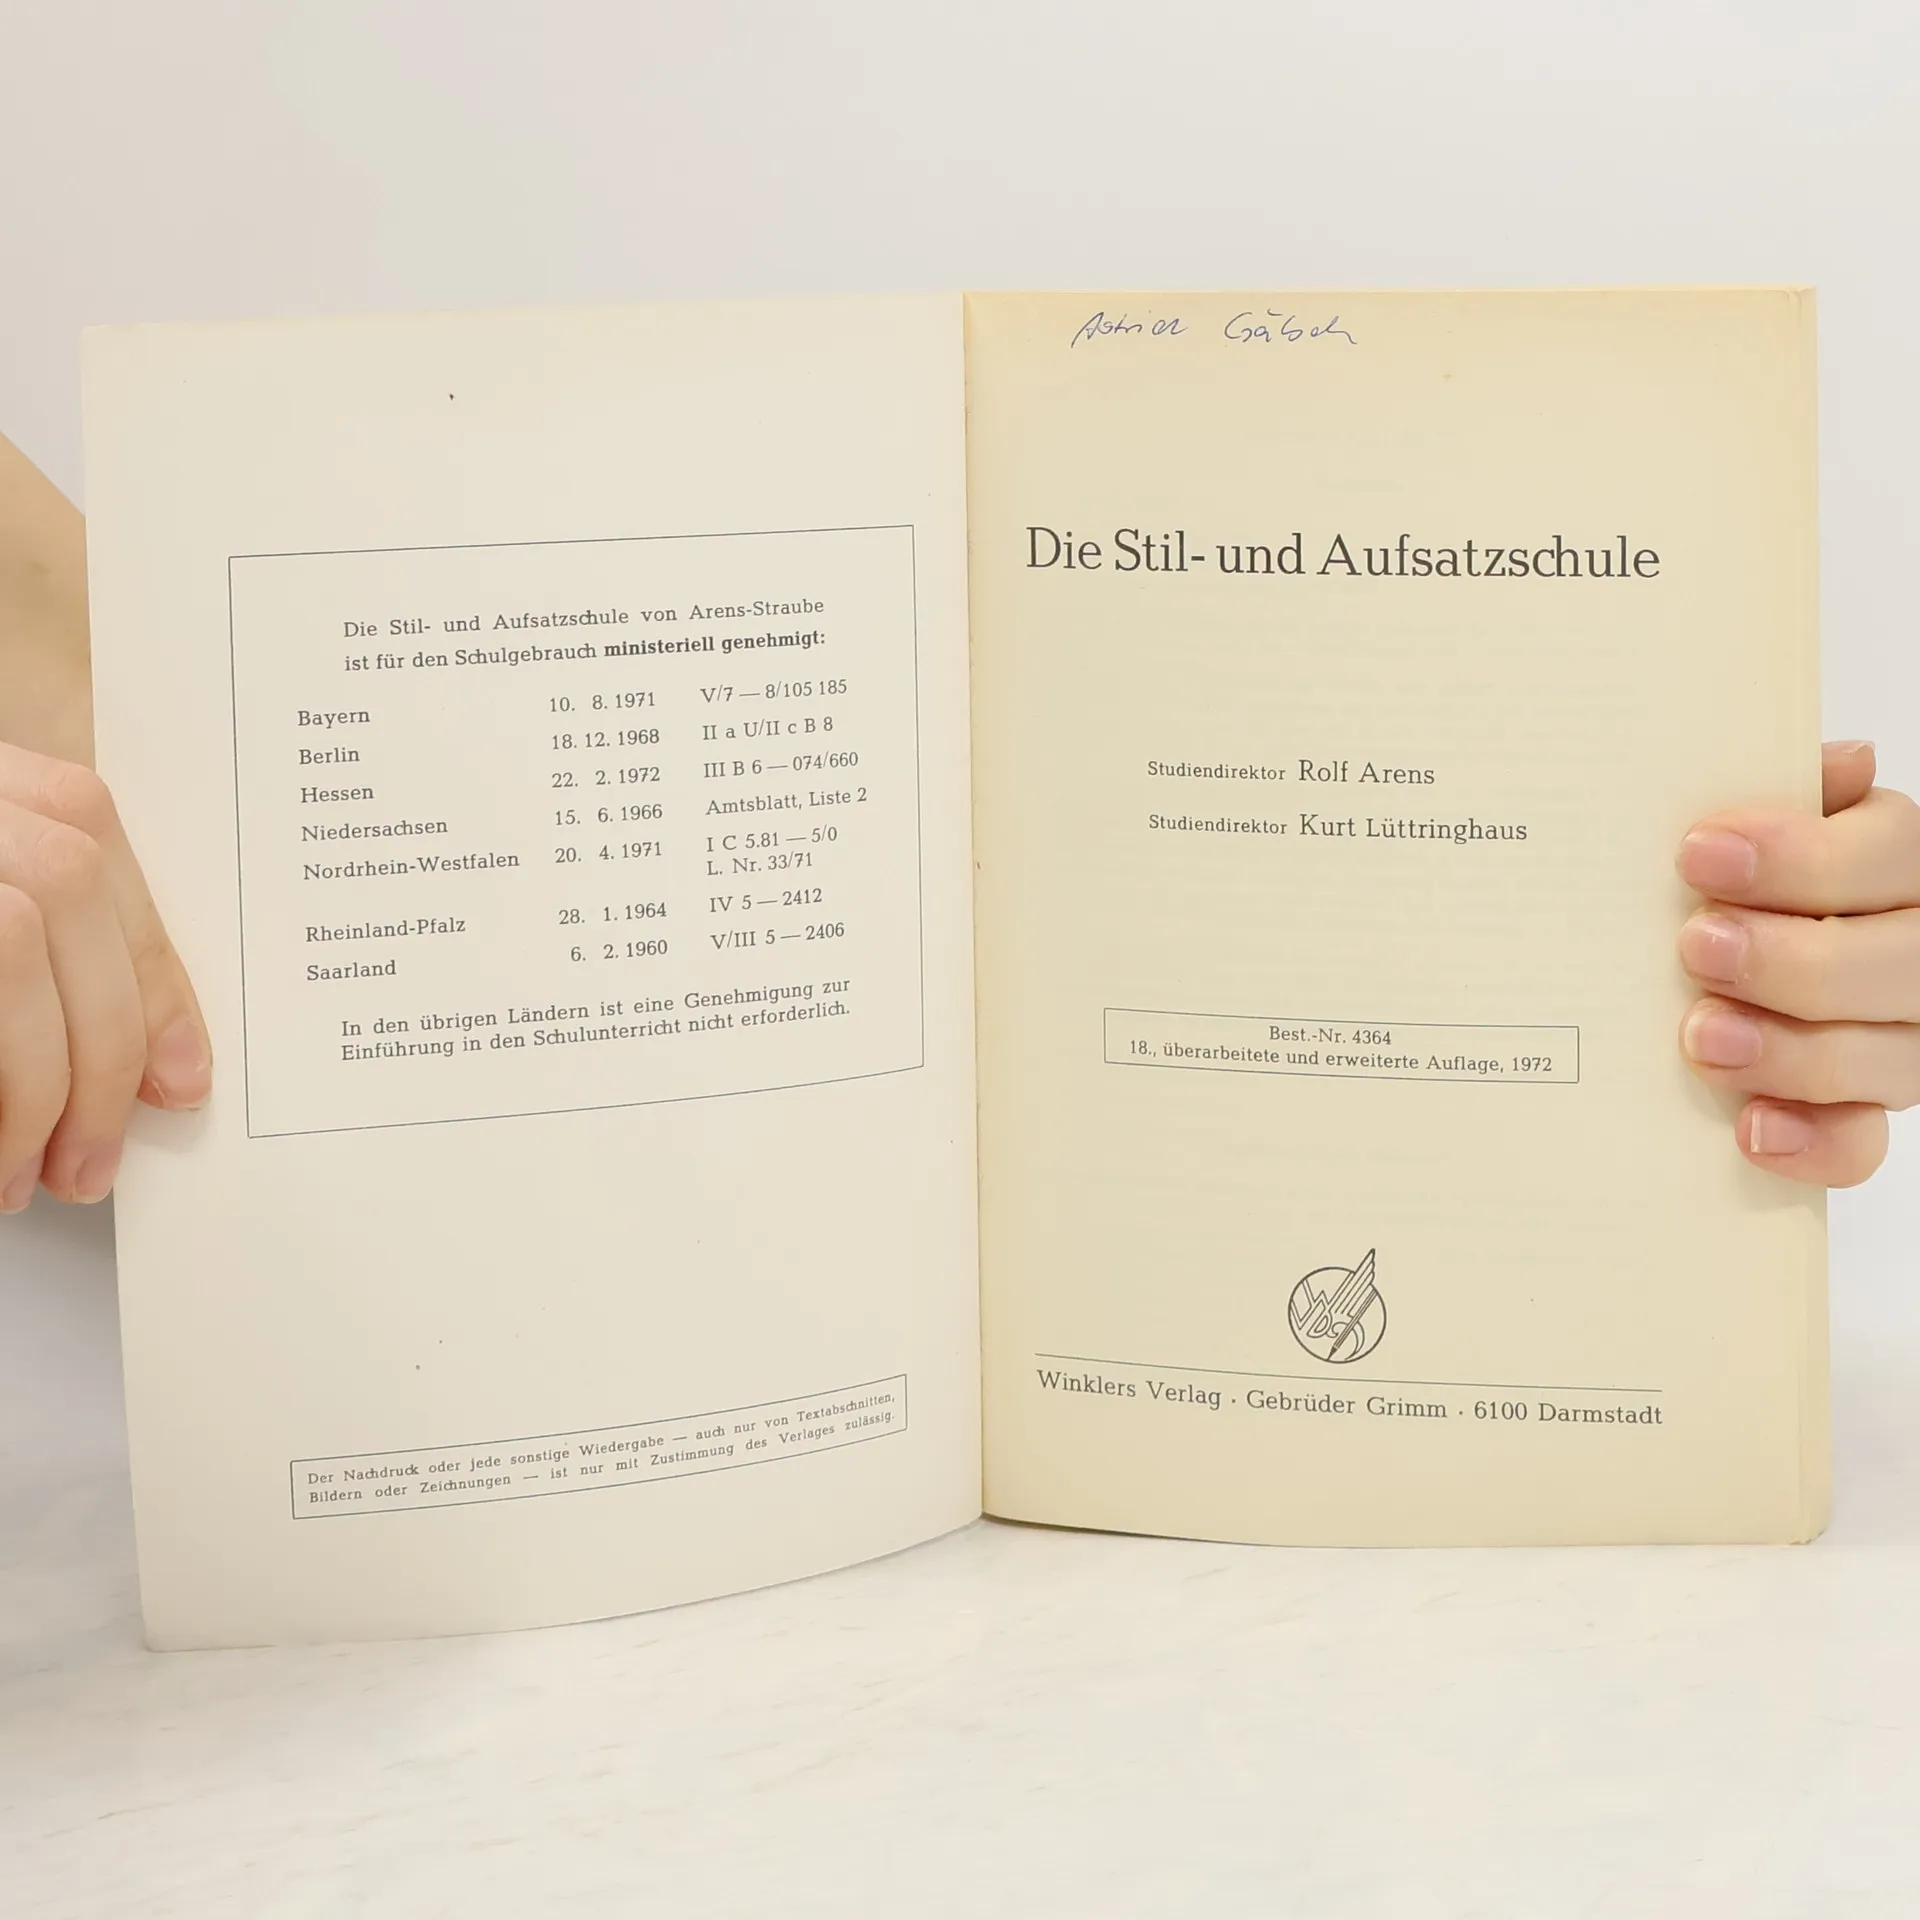 Die Stil- und Aufsatzschule von Arens-Straube
ist für den Schulgebrauch ministeriell genehmigt:
Bayern 10. 8. 1971 V/7 — 8/105 185
Berlin 18. 12. 1968 II a U/II c B 8
Hessen 22. 2. 1972 III B 6 — 074/660
Niedersachsen 15. 6. 1966 Amtsblatt, Liste 2
Nordrhein-Westfalen 20. 4. 1971 I C 5.81 — 5/0
L. Nr. 33/71
Rheinland-Pfalz 28. 1. 1964 IV 5 — 2412
Saarland 6. 2. 1960 V/III 5 — 2406
In den übrigen Ländern ist eine Genehmigung zur
Einführung in den Schulunterricht nicht erforderlich.
Der Nachdruck oder jede sonstige Wiedergabe — auch nur von Textabschnitten,
Bildern oder Zeichnungen — ist nur mit Zustimmung des Verlages zulässig.
Astrid
Die Stil- und Aufsatzschule
Studiendirektor Rolf Arens
Studiendirektor Kurt Lüttringhaus
Best.-Nr. 4364
18., überarbeitete und erweiterte Auflage, 1972
Winklers Verlag · Gebrüder Grimm · 6100 Darmstadt